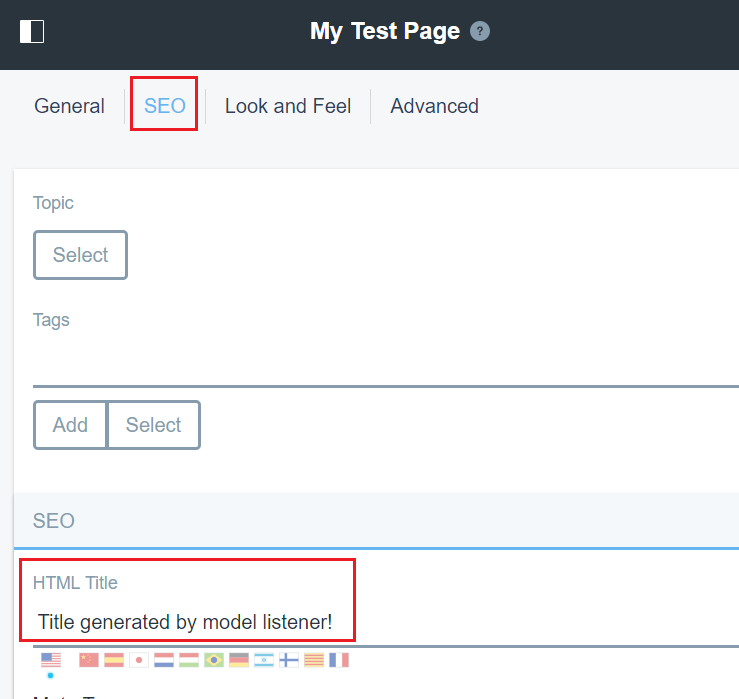 My Test Page ?
General SEO Look and Feel Advanced
Topic
Select
Tags
Add Select
SEO
HTML Title
Title generated by model listener!